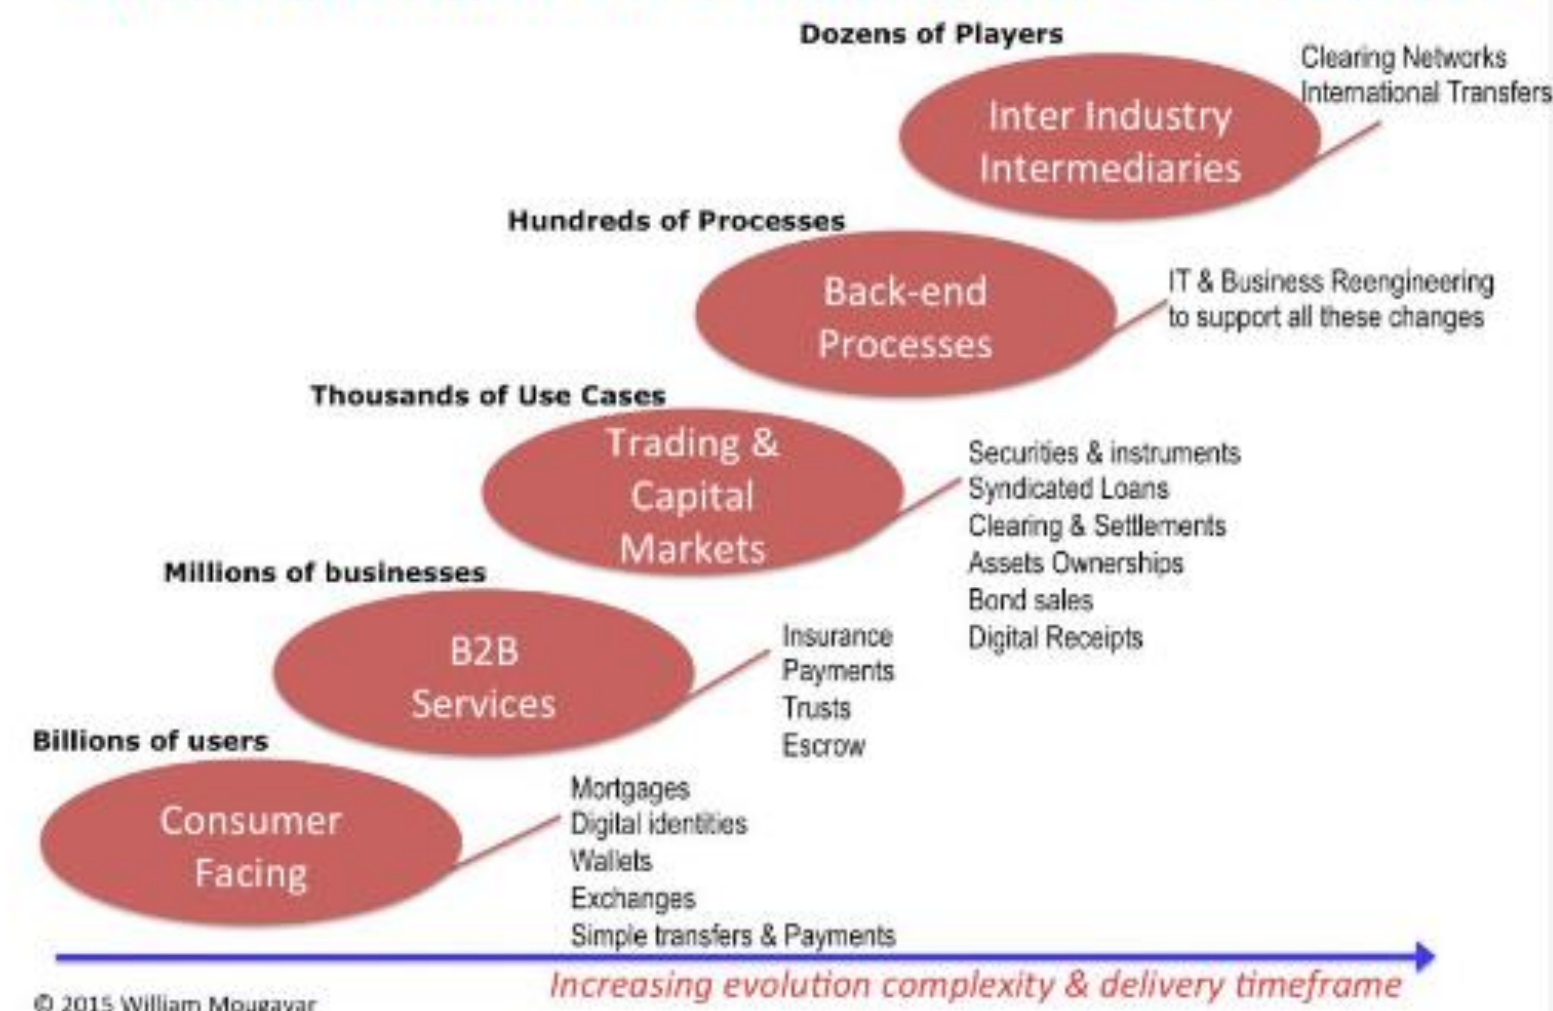 Dozens of Players
Inter Industry
Intermediaries
Clearing Networks
International Transfers
Hundreds of Processes
Back-end
Processes
IT & Business Reengineering
to support all these changes
Thousands of Use Cases
Trading &
Capital
Markets
Securities & instruments
Syndicated Loans
Clearing & Settlements
Assets Ownerships
Bond sales
Digital Receipts
Millions of businesses
B2B
Services
Insurance
Payments
Trusts
Escrow
Billions of users
Consumer
Facing
Mortgages
Digital identities
Wallets
Exchanges
Simple transfers & Payments
Increasing evolution complexity & delivery timeframe
© 2015 William Mougayar